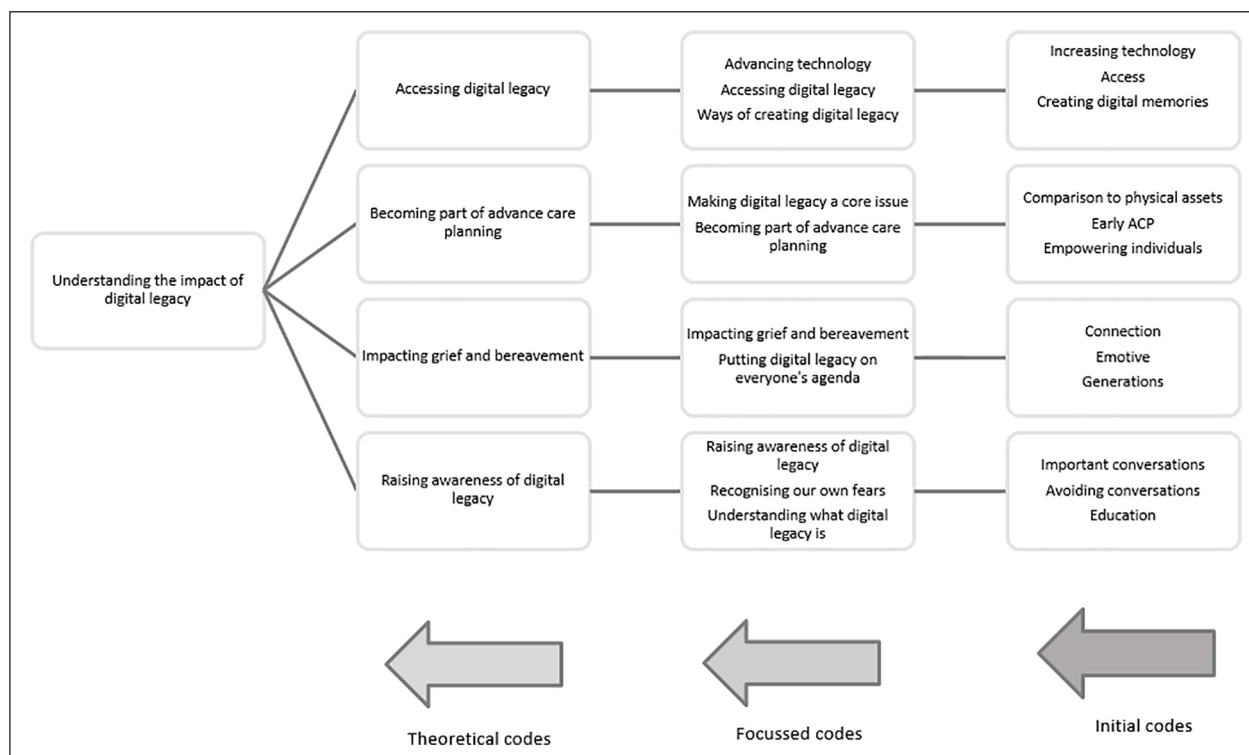 Accessing digital legacy
Advancing technology
Accessing digital legacy
Ways of creating digital legacy
Increasing technology
Access
Creating digital memories
Becoming part of advance care
planning
Making digital legacy a core issue
Becoming part of advance care
planning
Comparison to physical assets
Early ACP
Empowering individuals
Understanding the impact of
digital legacy
Impacting grief and bereavement
Impacting grief and bereavement
Putting digital legacy on
everyone's agenda
Connection
Emotive
Generations
Raising awareness of digital
legacy
Raising awareness of digital
legacy
Recognising our own fears
Understanding what digital
legacy is
Important conversations
Avoiding conversations
Education
Theoretical codes
Focussed codes
Initial codes